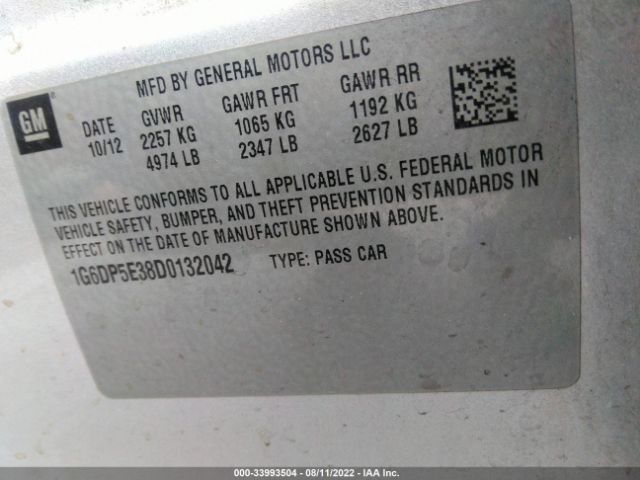 MFD BY GENERAL MOTORS LLC
GM®
DATE GVWR GAWR FRT GAWR RR
10/12 2257 KG 1065 KG 1192 KG
4974 LB 2347 LB 2627 LB
THIS VEHICLE CONFORMS TO ALL APPLICABLE U.S. FEDERAL MOTOR
VEHICLE SAFETY, BUMPER, AND THEFT PREVENTION STANDARDS IN
EFFECT ON THE DATE OF MANUFACTURE SHOWN ABOVE.
1G6DP5E38D0132042 TYPE: PASS CAR
000-33993504 - 08/11/2022 - IAA Inc.